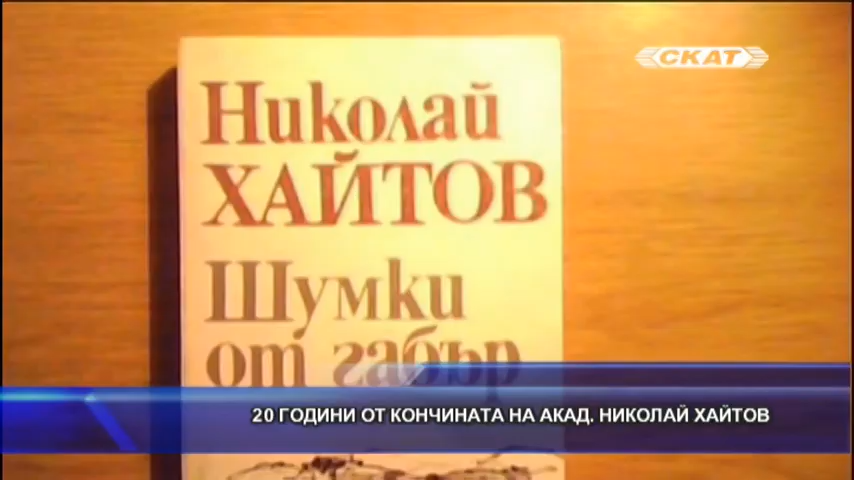 СКАТ
Николай
ХАЙТОВ
Шумки
от габър
20 ГОДИНИ ОТ КОНЧИНАТА НА АКАД. НИКОЛАЙ ХАЙТОВ